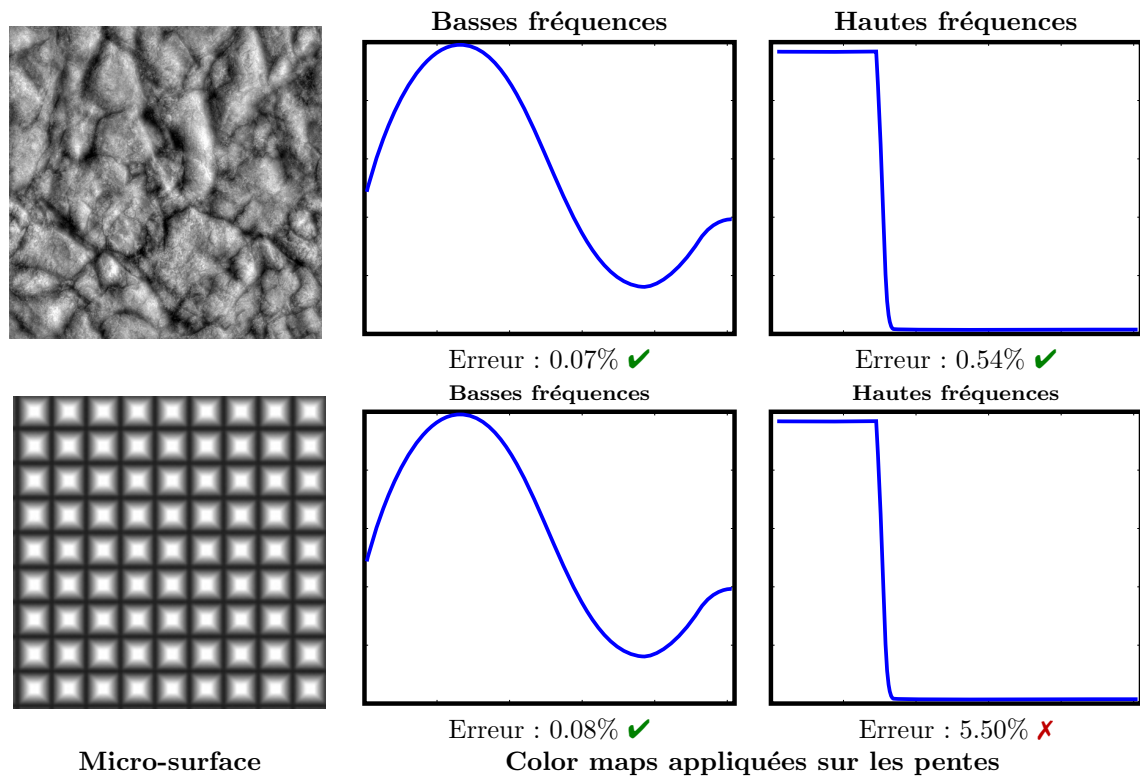 Basses fréquences
Hautes fréquences
Erreur : 0.07% ✔
Erreur : 0.54% ✔
Basses fréquences
Hautes fréquences
Erreur : 0.08% ✔
Erreur : 5.50% ✗
Micro-surface
Color maps appliquées sur les pentes